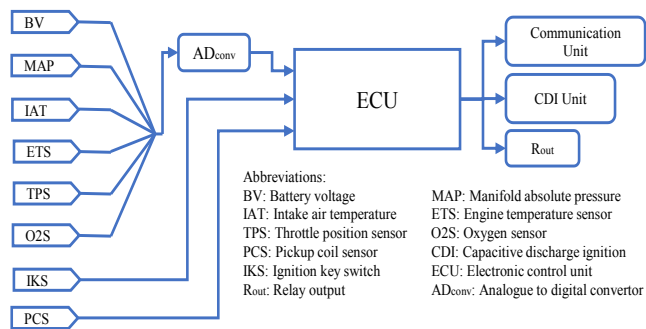 BV
MAP
IAT
ETS
TPS
O2S
IKS
PCS
ADconv
ECU
Communication
Unit
CDI Unit
Rout
Abbreviations:
BV: Battery voltage
MAP: Manifold absolute pressure
IAT: Intake air temperature
ETS: Engine temperature sensor
TPS: Throttle position sensor
O2S: Oxygen sensor
PCS: Pickup coil sensor
CDI: Capacitive discharge ignition
IKS: Ignition key switch
ECU: Electronic control unit
Rout: Relay output
ADconv: Analogue to digital convertor